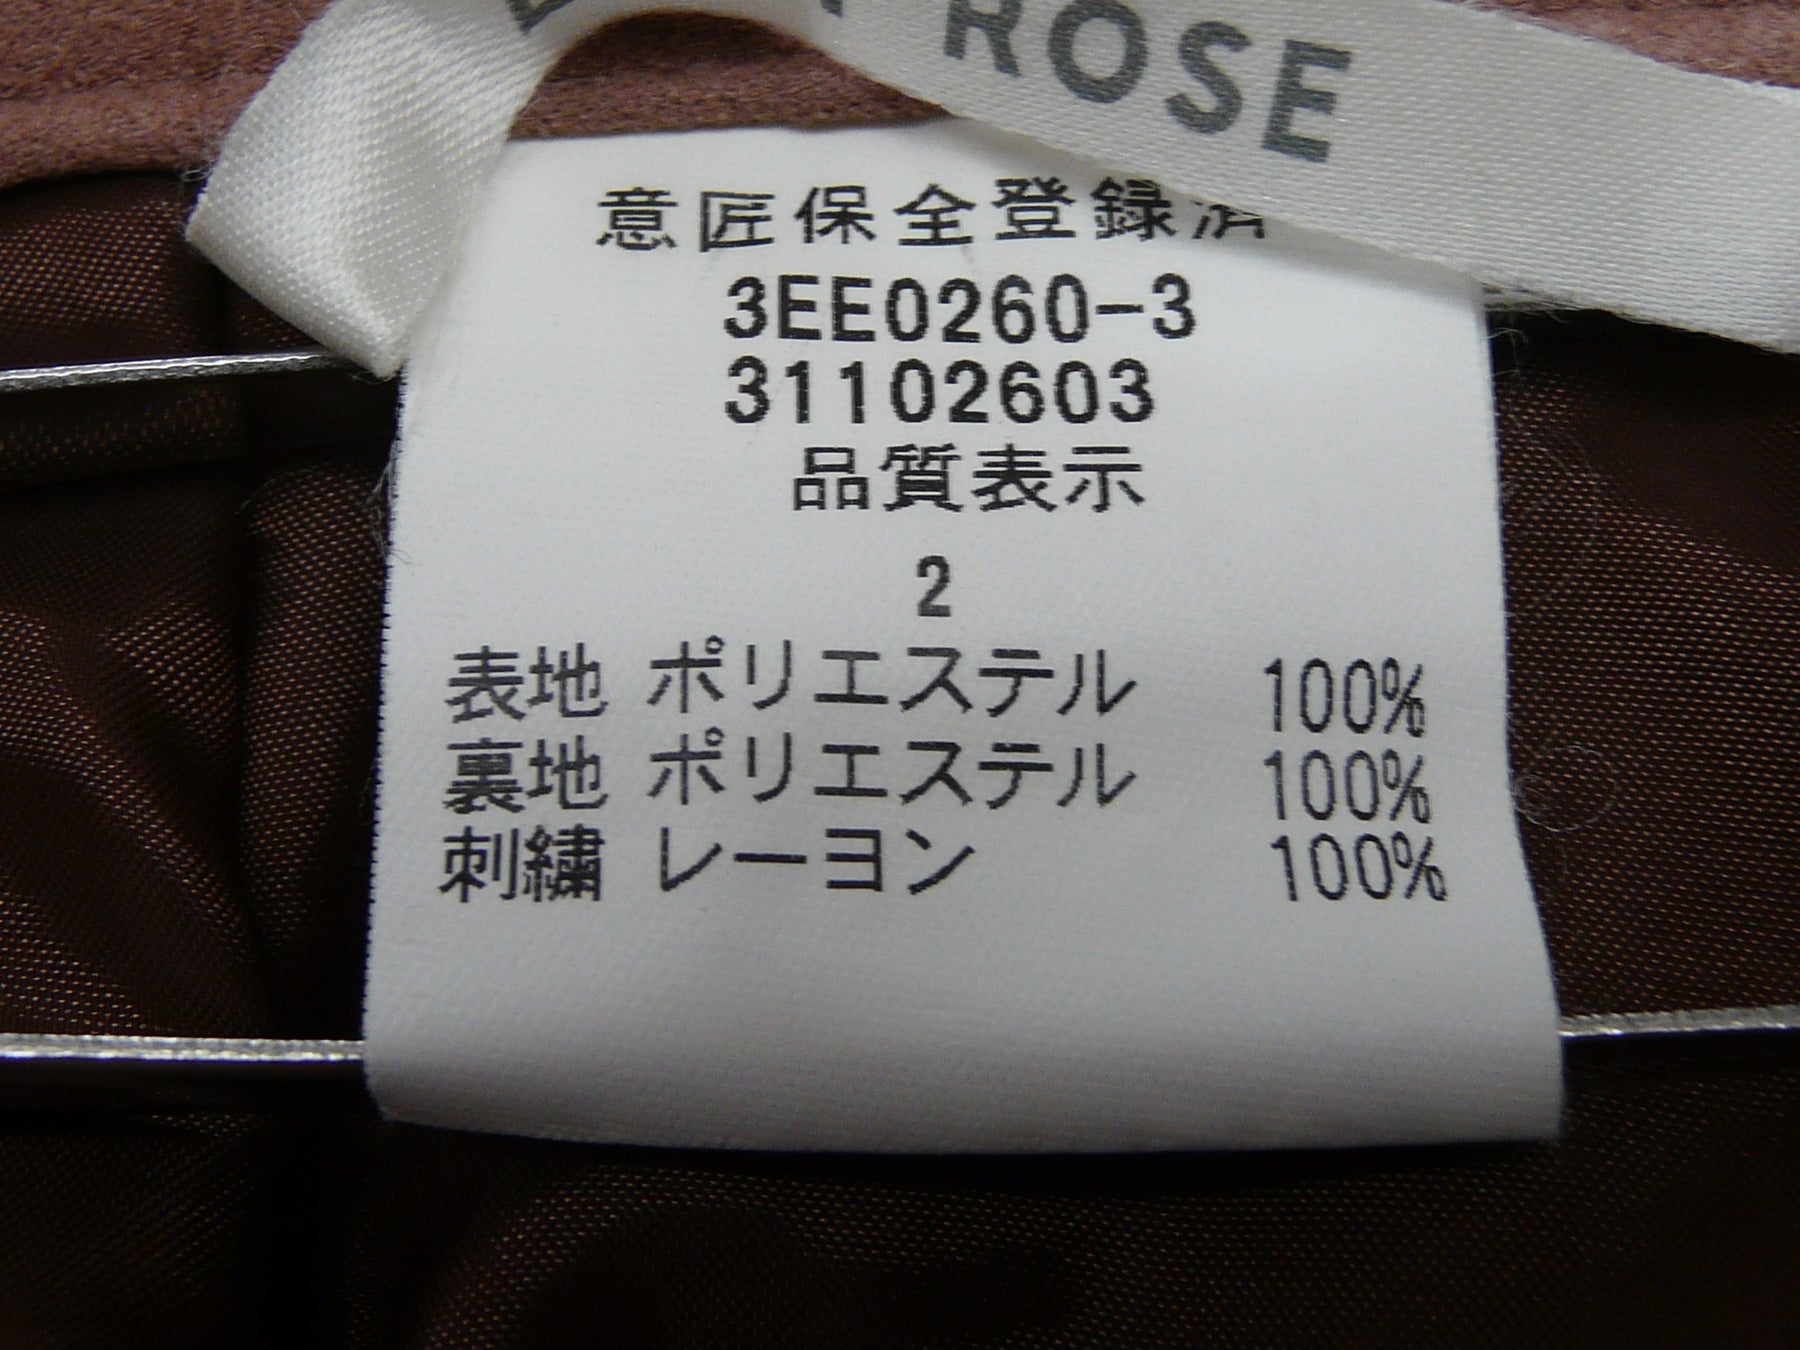 ROSE
意匠保全登録済
3EE0260-3
31102603
品質表示
2
表地 ポリエステル 100%
裏地 ポリエステル 100%
刺繍 レーヨン 100%